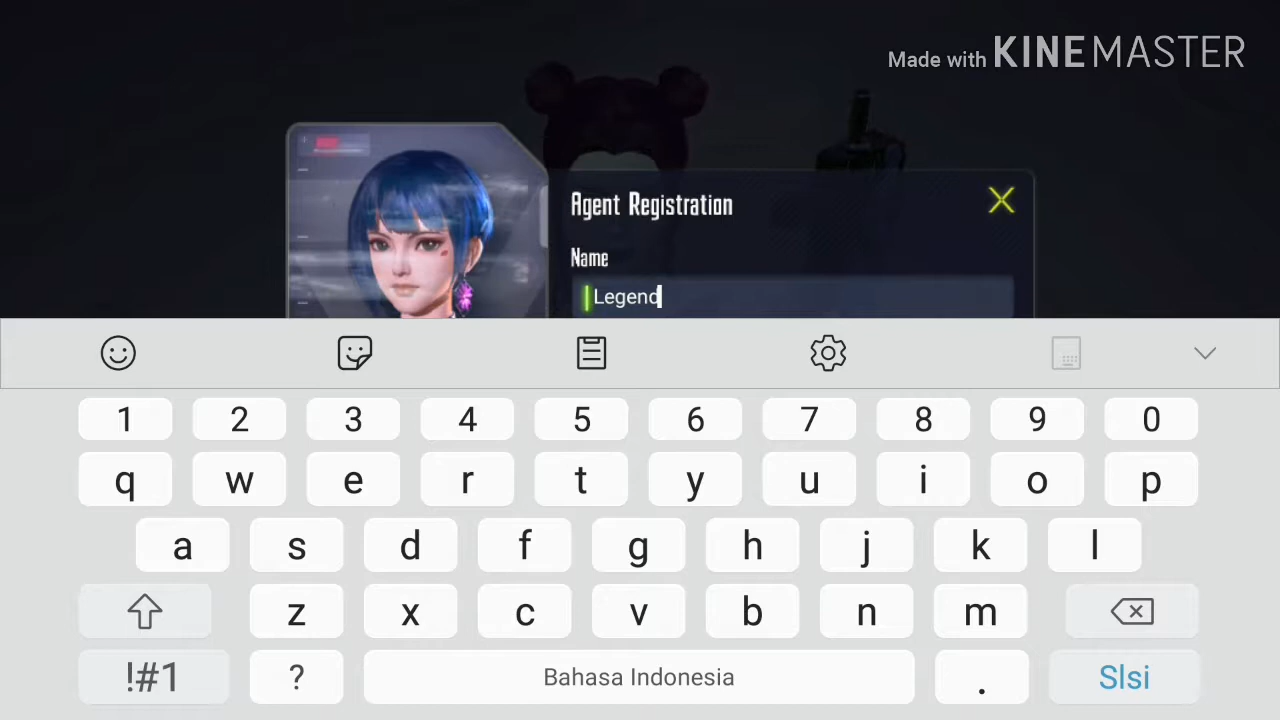 Made with KINEMASTER
Agent Registration
Name
Legend
1 2 3 4 5 6 7 8 9 0
q w e r t y u i o p
a s d f g h j k l
z x c v b n m
!#1 ? Bahasa Indonesia . Slsi